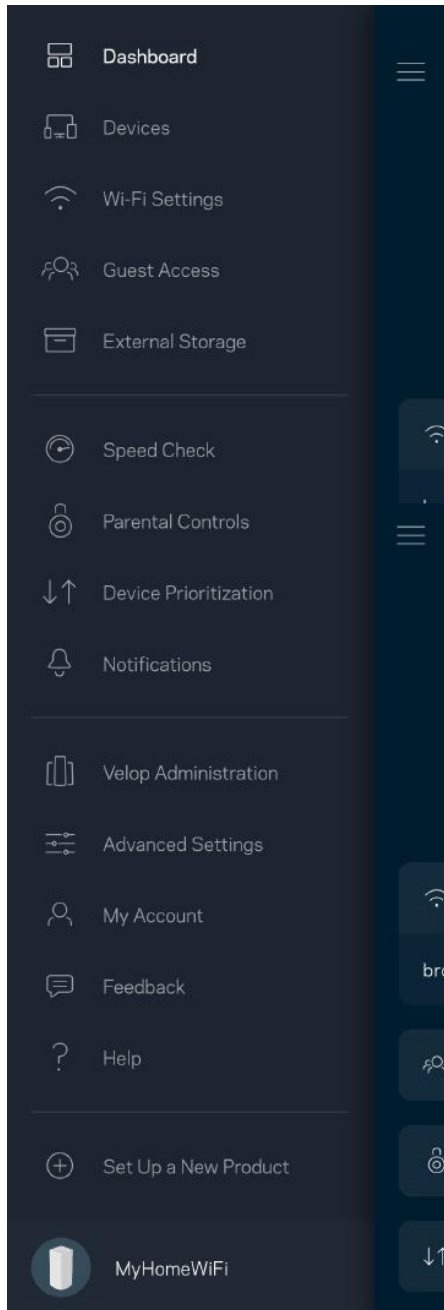 Dashboard
Devices
Wi-Fi Settings
Guest Access
External Storage
Speed Check
Parental Controls
Device Prioritization
Notifications
Velop Administration
Advanced Settings
My Account
Feedback
bro
Help
Set Up a New Product
MyHomeWiFi